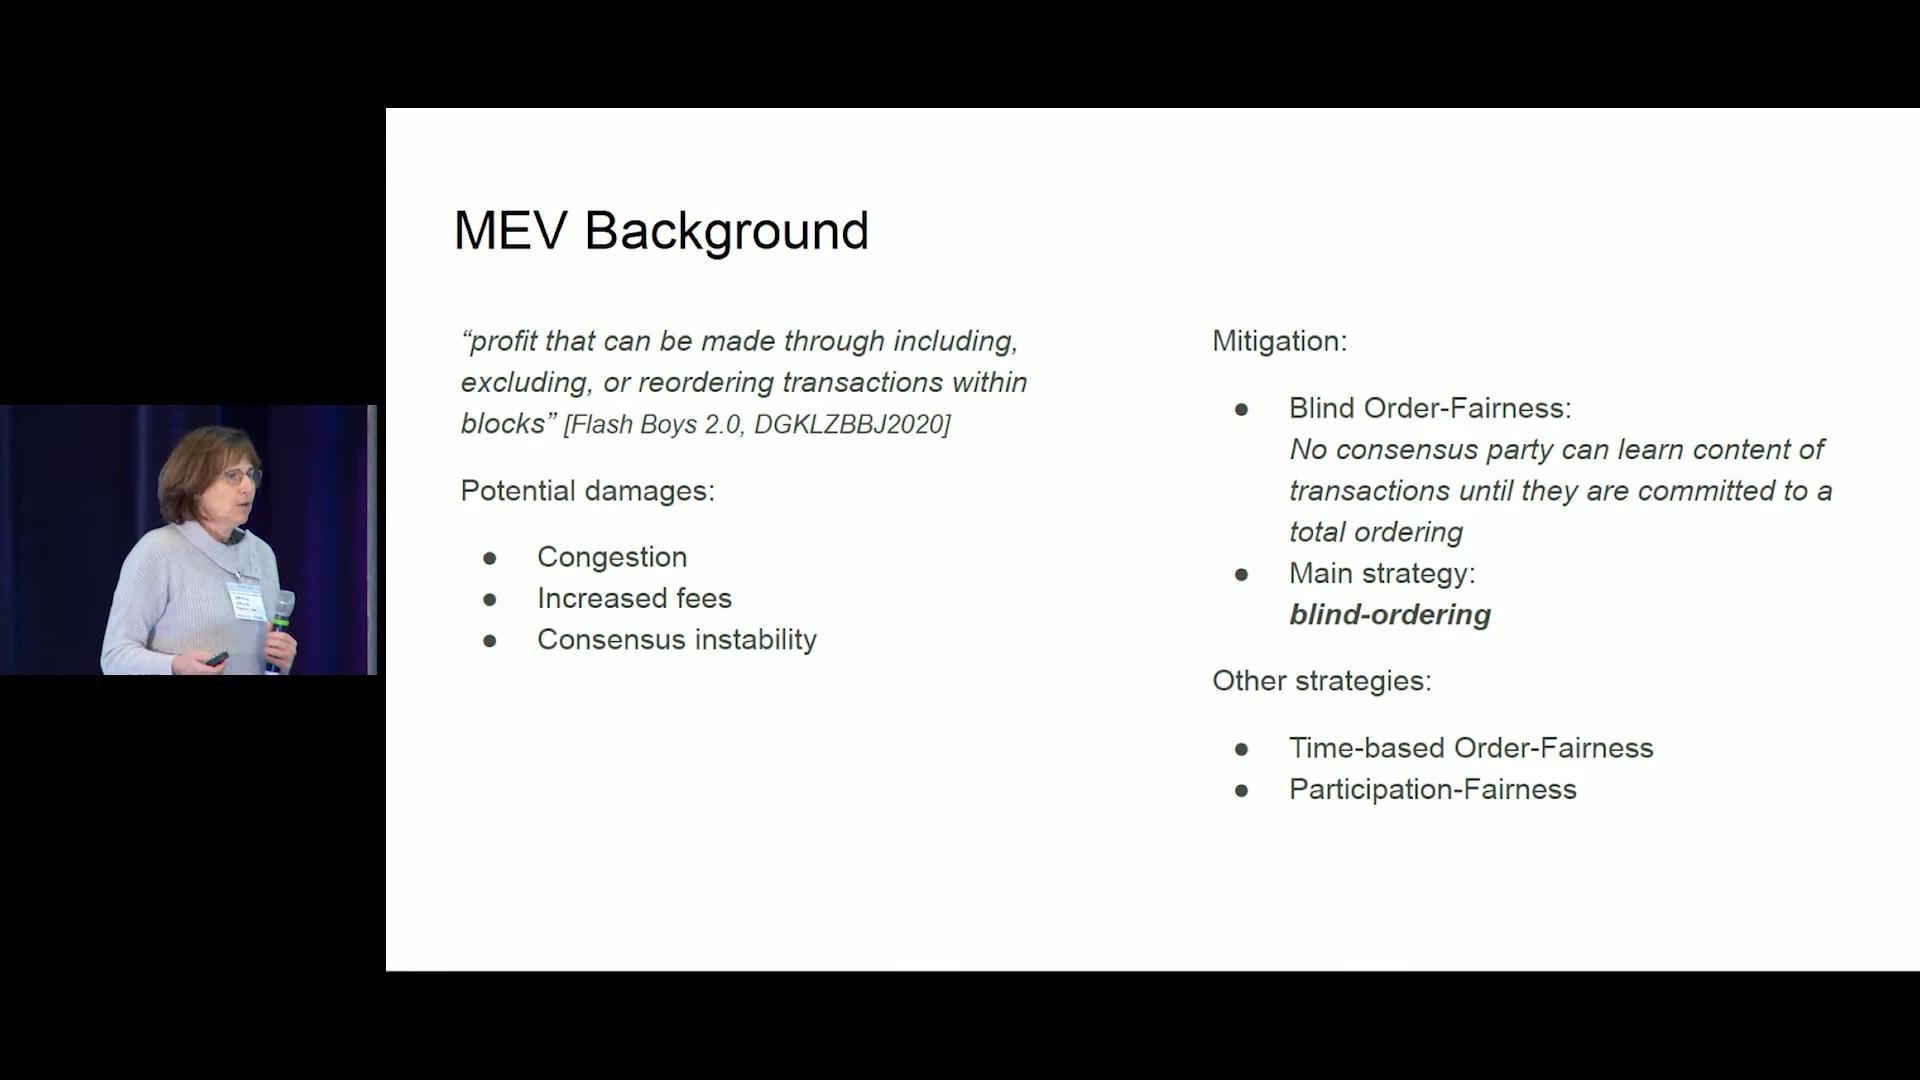 MEV Background
“profit that can be made through including,
excluding, or reordering transactions within
blocks” [Flash Boys 2.0, DGKLZBBJ2020]
Potential damages:
● Congestion
● Increased fees
● Consensus instability
Mitigation:
● Blind Order-Fairness:
No consensus party can learn content of
transactions until they are committed to a
total ordering
● Main strategy:
blind-ordering
Other strategies:
● Time-based Order-Fairness
● Participation-Fairness